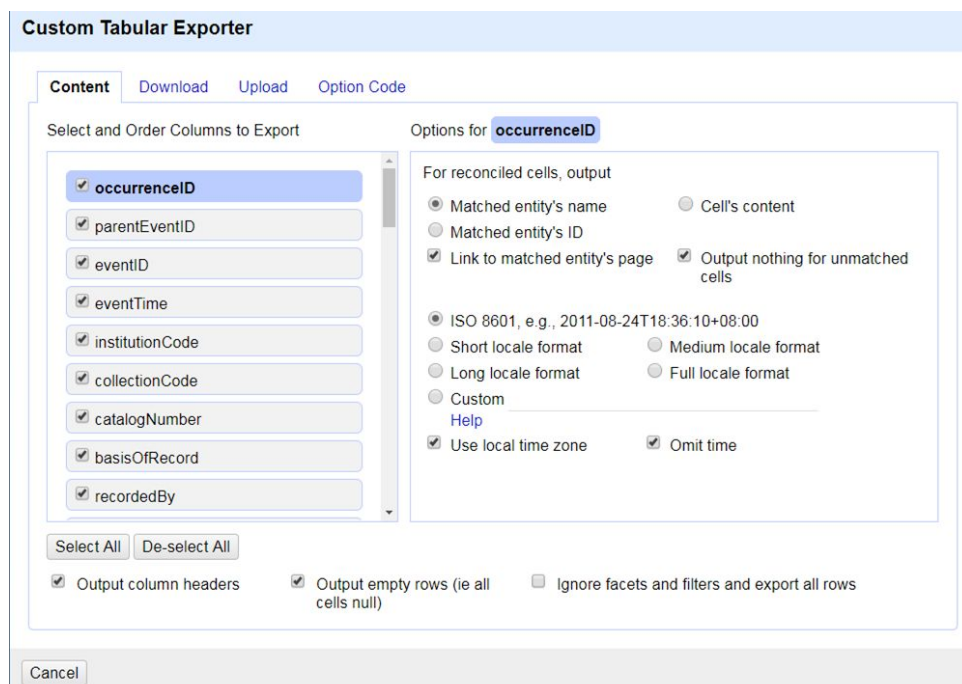 Custom Tabular Exporter
Content Download Upload Option Code
Select and Order Columns to Export
occurrenceID
parentEventID
eventID
eventTime
institutionCode
collectionCode
catalogNumber
basisOfRecord
recordedBy
Options for occurrenceID
For reconciled cells, output
Matched entity's name Cell's content
Matched entity's ID
Link to matched entity's page Output nothing for unmatched
cells
ISO 8601, e.g., 2011-08-24T18:36:10+08:00
Short locale format Medium locale format
Long locale format Full locale format
Custom
Help
Use local time zone Omit time
Select All De-select All
Output column headers Output empty rows (ie all Ignore facets and filters and export all rows
cells null)
Cancel